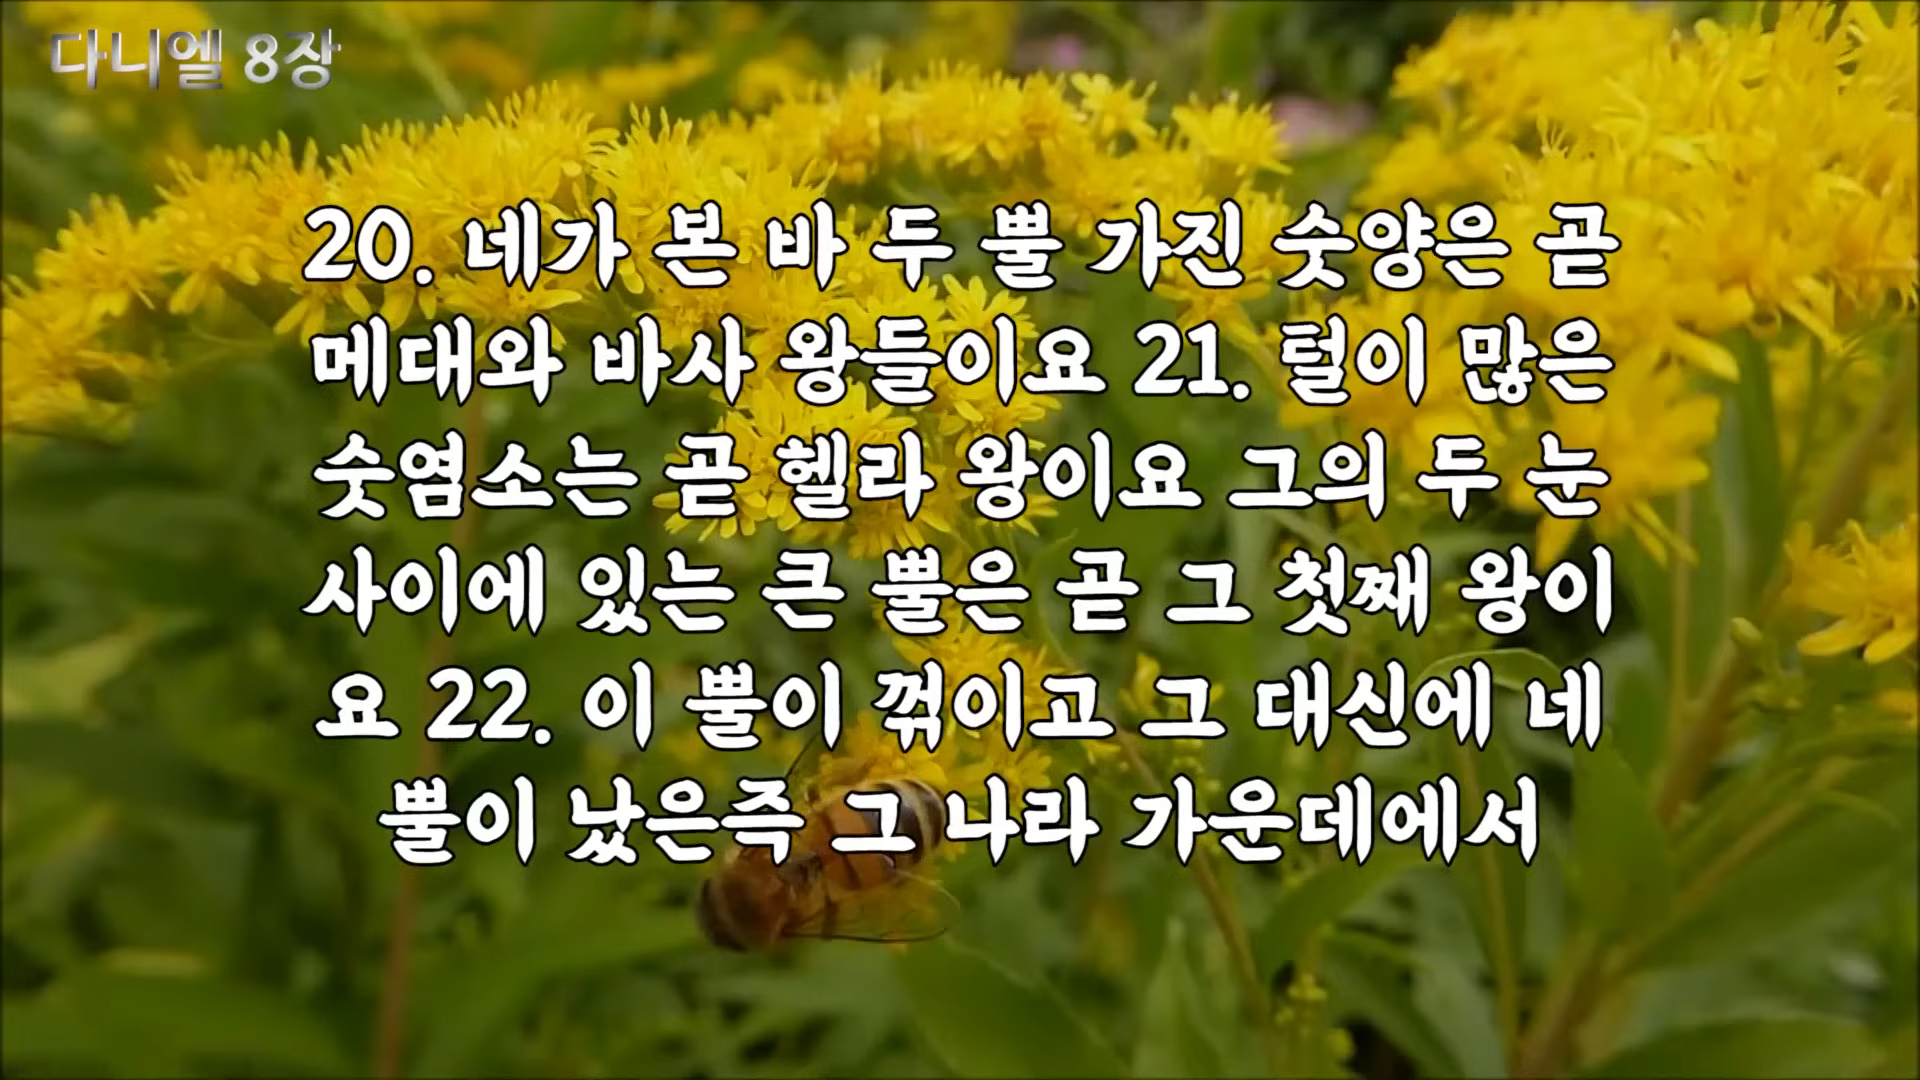 다니엘 8장
20. 네가 본 바 두 뿔 가진 숫양은 곧
메대와 바사 왕들이요 21. 털이 많은
숫염소는 곧 헬라 왕이요 그의 두 눈
사이에 있는 큰 뿔은 곧 그 첫째 왕이
요 22. 이 뿔이 꺾이고 그 대신에 네
뿔이 났은즉 그 나라 가운데에서